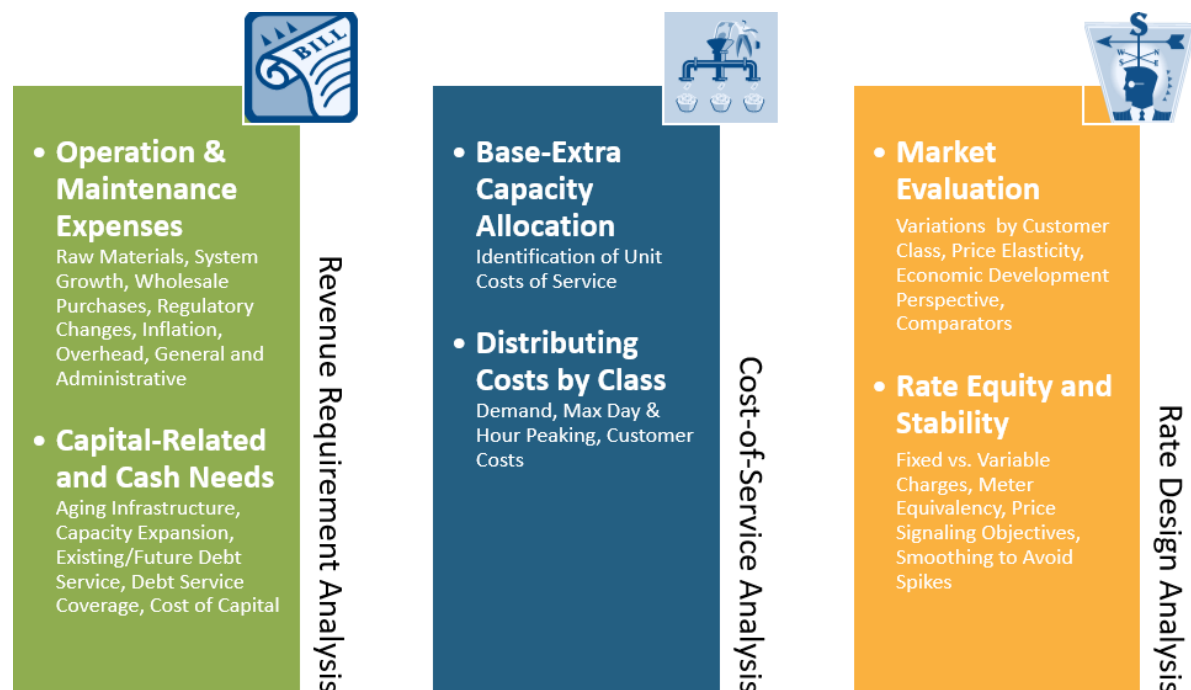 BILL
• Operation &
Maintenance
Expenses
Raw Materials, System
Growth, Wholesale
Purchases, Regulatory
Changes, Inflation,
Overhead, General and
Administrative
• Capital-Related
and Cash Needs
Aging Infrastructure,
Capacity Expansion,
Existing/Future Debt
Service, Debt Service
Coverage, Cost of Capital
Revenue Requirement Analysis
• Base-Extra
Capacity
Allocation
Identification of Unit
Costs of Service
• Distributing
Costs by Class
Demand, Max Day &
Hour Peaking, Customer
Costs
Cost-of-Service Analysis
S
W N
S E
• Market
Evaluation
Variations by Customer
Class, Price Elasticity,
Economic Development
Perspective,
Comparators
• Rate Equity and
Stability
Fixed vs. Variable
Charges, Meter
Equivalency, Price
Signaling Objectives,
Smoothing to Avoid
Spikes
Rate Design Analysis